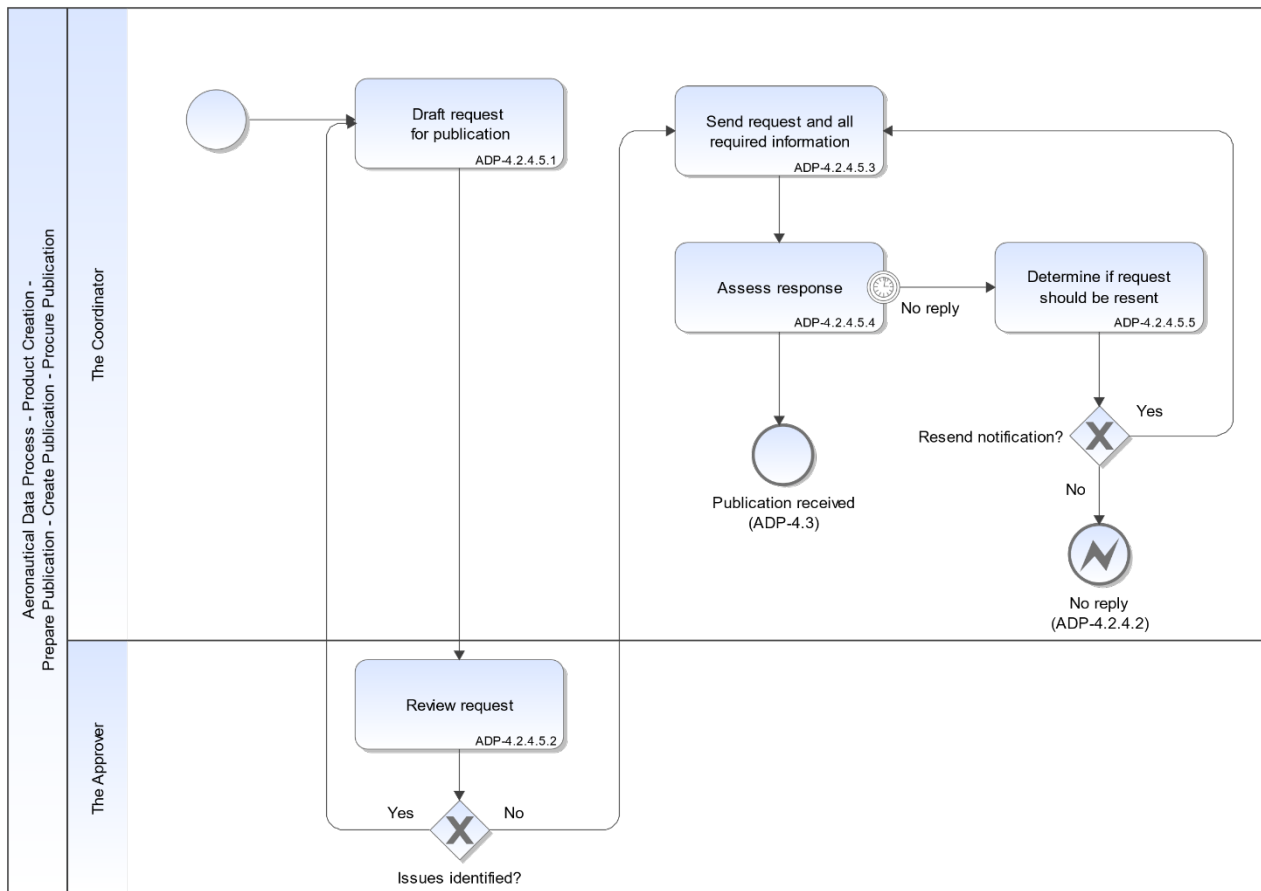 Aeronautical Data Process - Product Creation -
Prepare Publication - Create Publication - Procure Publication
The Coordinator
Draft request
for publication
ADP-4.2.4.5.1
Send request and all
required information
ADP-4.2.4.5.3
Assess response
ADP-4.2.4.5.4
No reply
Determine if request
should be resent
ADP-4.2.4.5.5
Resend notification?
Yes
No
Publication received
(ADP-4.3)
No reply
(ADP-4.2.4.2)
The Approver
Review request
ADP-4.2.4.5.2
Yes
No
Issues identified?